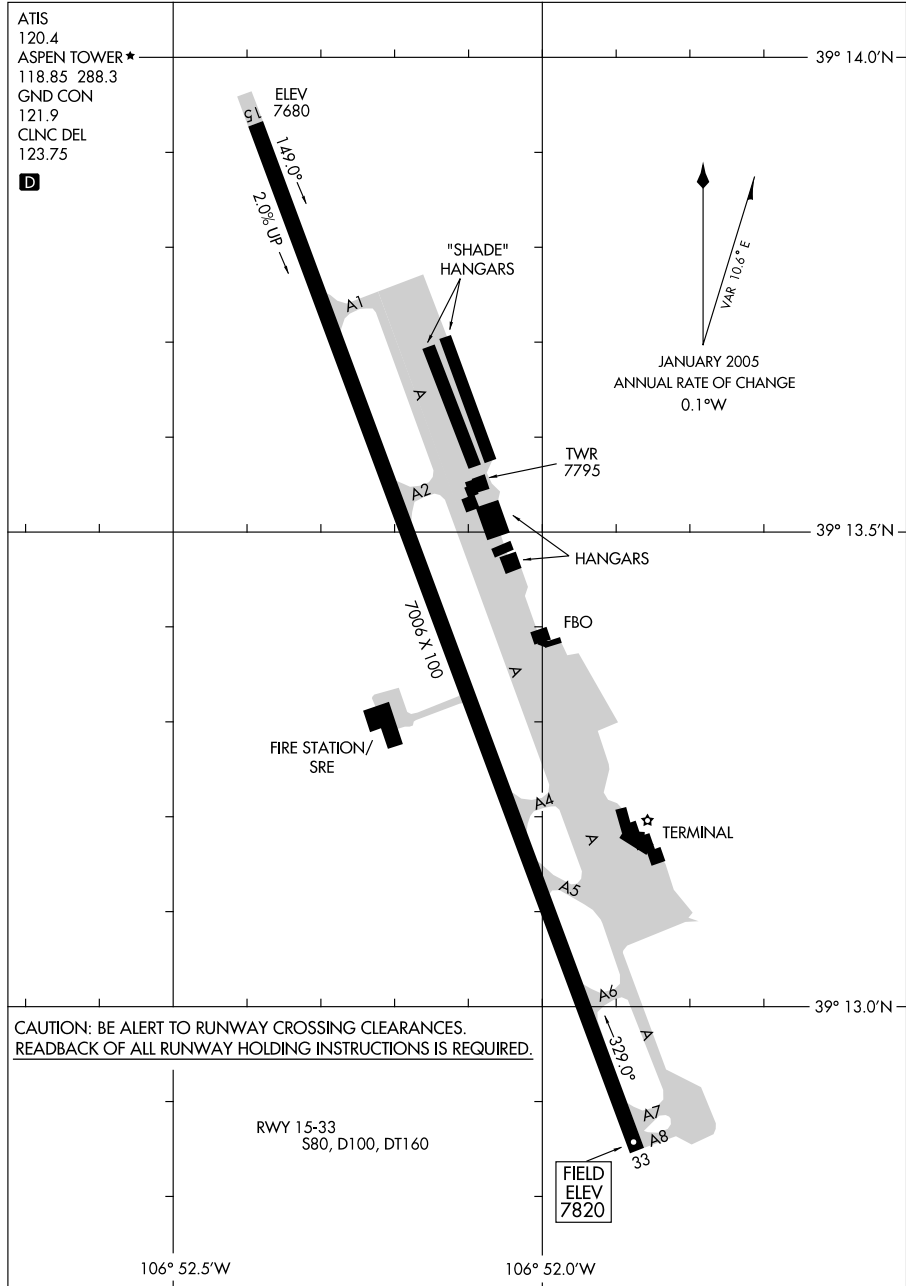 ATIS
120.4
ASPEN TOWER★
118.85 288.3
GND CON
121.9
CLNC DEL
123.75
D
39° 14.0'N
ELEV
7680
15
149.0°
2.0% UP
"SHADE"
HANGARS
VAR 10.6° E
JANUARY 2005
ANNUAL RATE OF CHANGE
0.1°W
A1
A
TWR
7795
A2
39° 13.5'N
HANGARS
7006 X 100
FBO
A
FIRE STATION/
SRE
A4
A
TERMINAL
A5
A6
39° 13.0'N
CAUTION: BE ALERT TO RUNWAY CROSSING CLEARANCES.
READBACK OF ALL RUNWAY HOLDING INSTRUCTIONS IS REQUIRED.
329.0°
A
A7
A8
33
RWY 15-33
S80, D100, DT160
FIELD
ELEV
7820
106° 52.5'W
106° 52.0'W